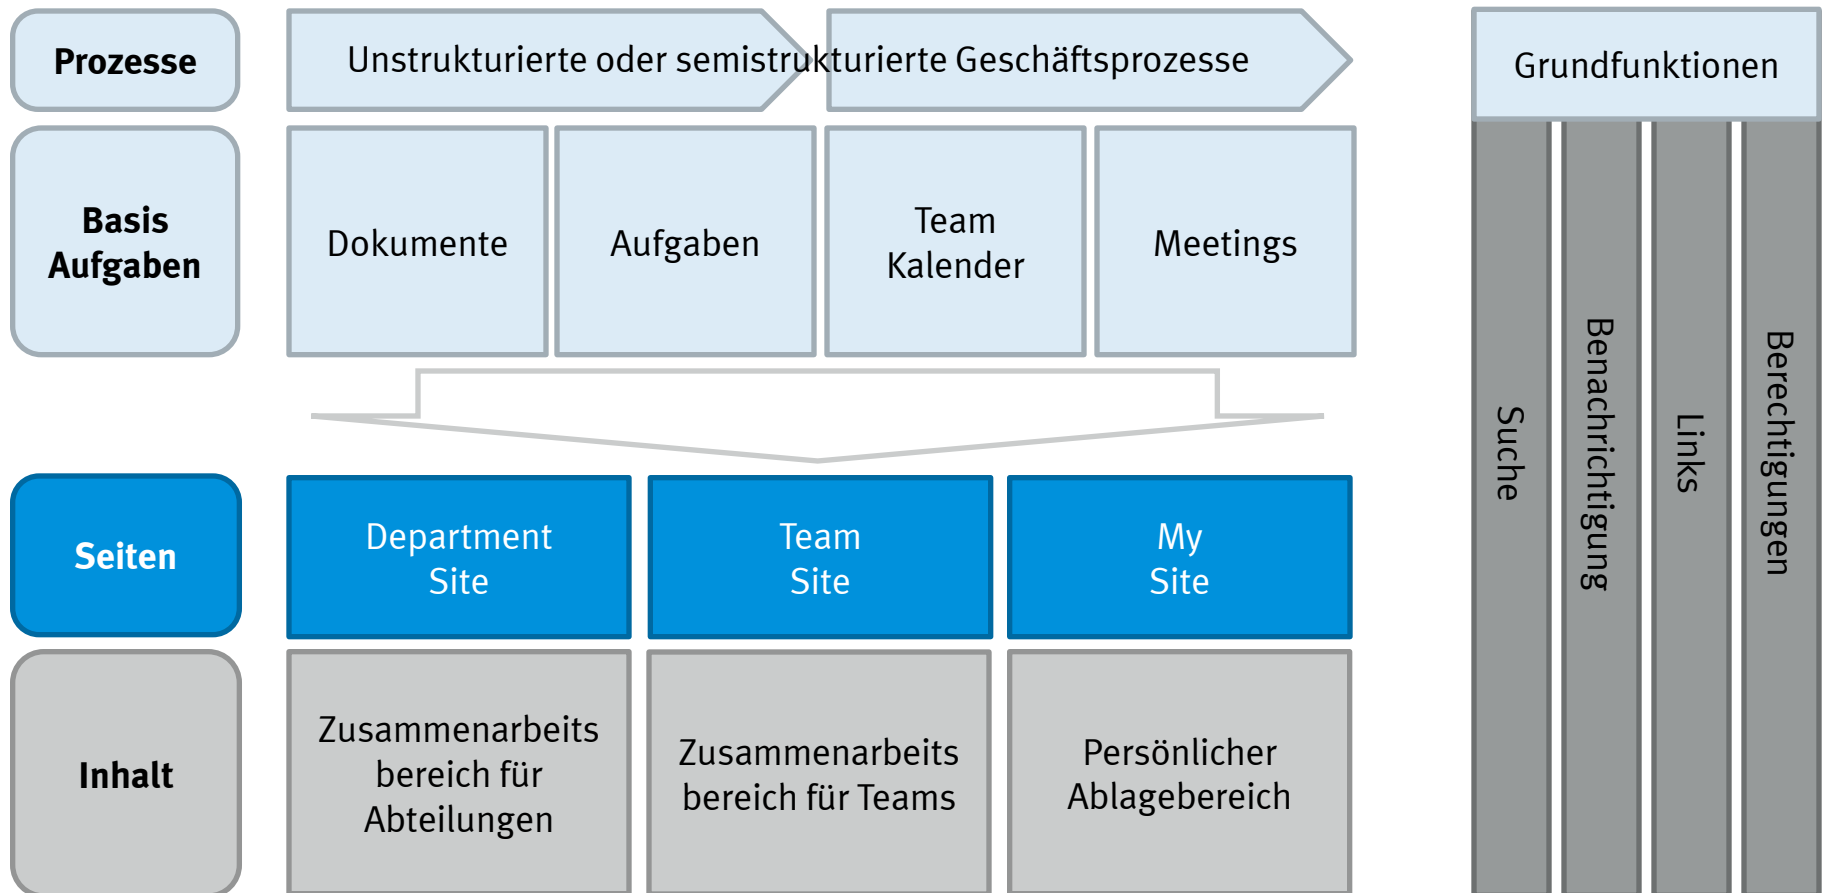 Prozesse
Unstrukturierte oder semistrukturierte Geschäftsprozesse
Grundfunktionen
Basis
Aufgaben
Dokumente
Aufgaben
Team
Kalender
Meetings
Suche
Benachrichtigung
Links
Berechtigungen
Seiten
Department
Site
Team
Site
My
Site
Inhalt
Zusammenarbeits
bereich für
Abteilungen
Zusammenarbeits
bereich für Teams
Persönlicher
Ablagebereich